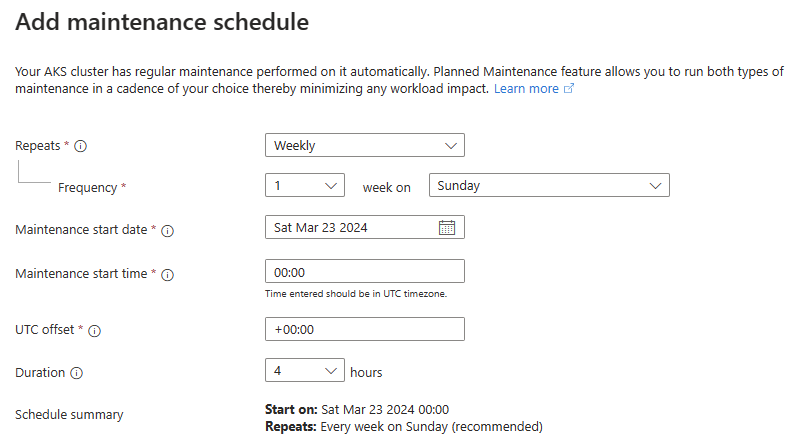 Add maintenance schedule
Your AKS cluster has regular maintenance performed on it automatically. Planned Maintenance feature allows you to run both types of
maintenance in a cadence of your choice thereby minimizing any workload impact. Learn more
Repeats *
Weekly
Frequency *
1
week on
Sunday
Maintenance start date *
Sat Mar 23 2024
Maintenance start time *
00:00
Time entered should be in UTC timezone.
UTC offset *
+00:00
Duration
4
hours
Schedule summary
Start on: Sat Mar 23 2024 00:00
Repeats: Every week on Sunday (recommended)